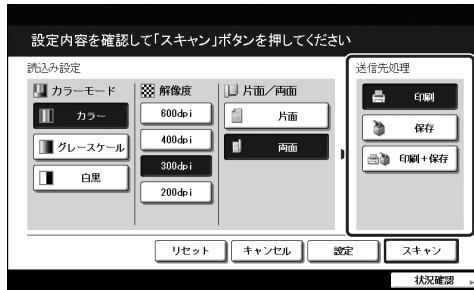 設定内容を確認して「スキャン」ボタンを押してください
読込み設定
送信先処理
カラーモード
カラー
グレースケール
白黒
解像度
600dpi
400dpi
300dpi
200dpi
片面／両面
片面
両面
印刷
保存
印刷+保存
リセット
キャンセル
設定
スキャン
状況確認